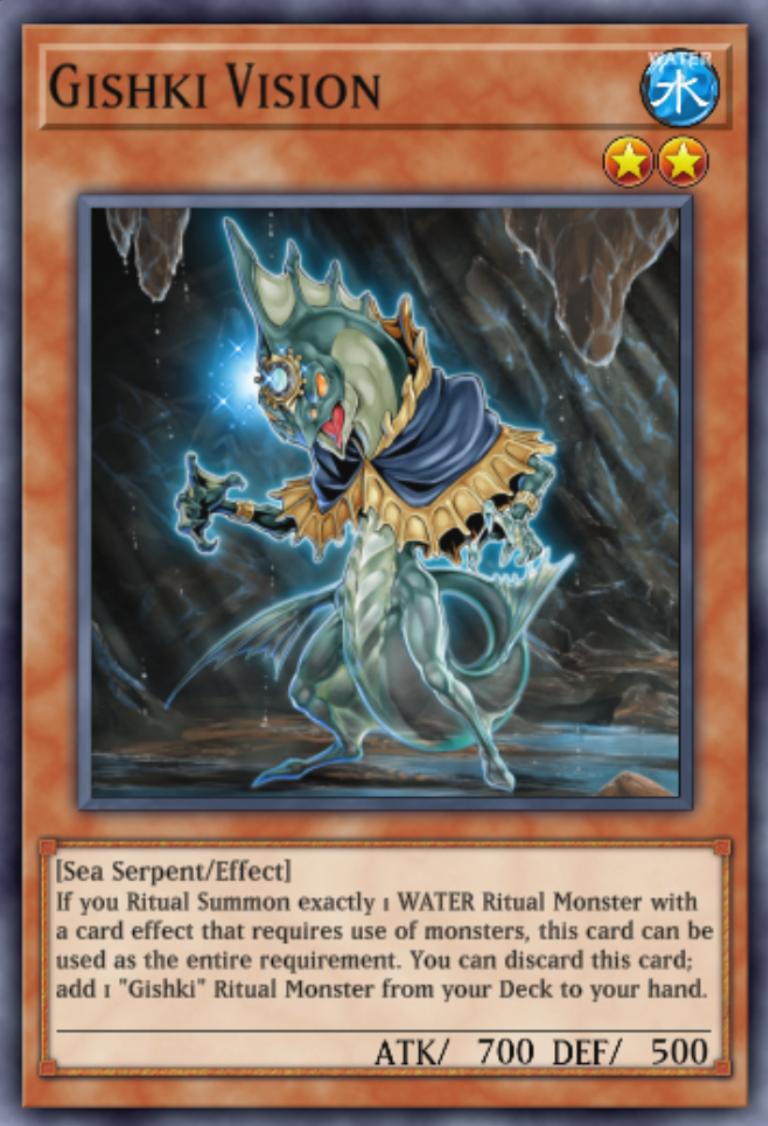 Gishki Vision
WATER
水
[Sea Serpent/Effect]
If you Ritual Summon exactly 1 WATER Ritual Monster with
a card effect that requires use of monsters, this card can be
used as the entire requirement. You can discard this card;
add 1 "Gishki" Ritual Monster from your Deck to your hand.
ATK/ 700 DEF/ 500